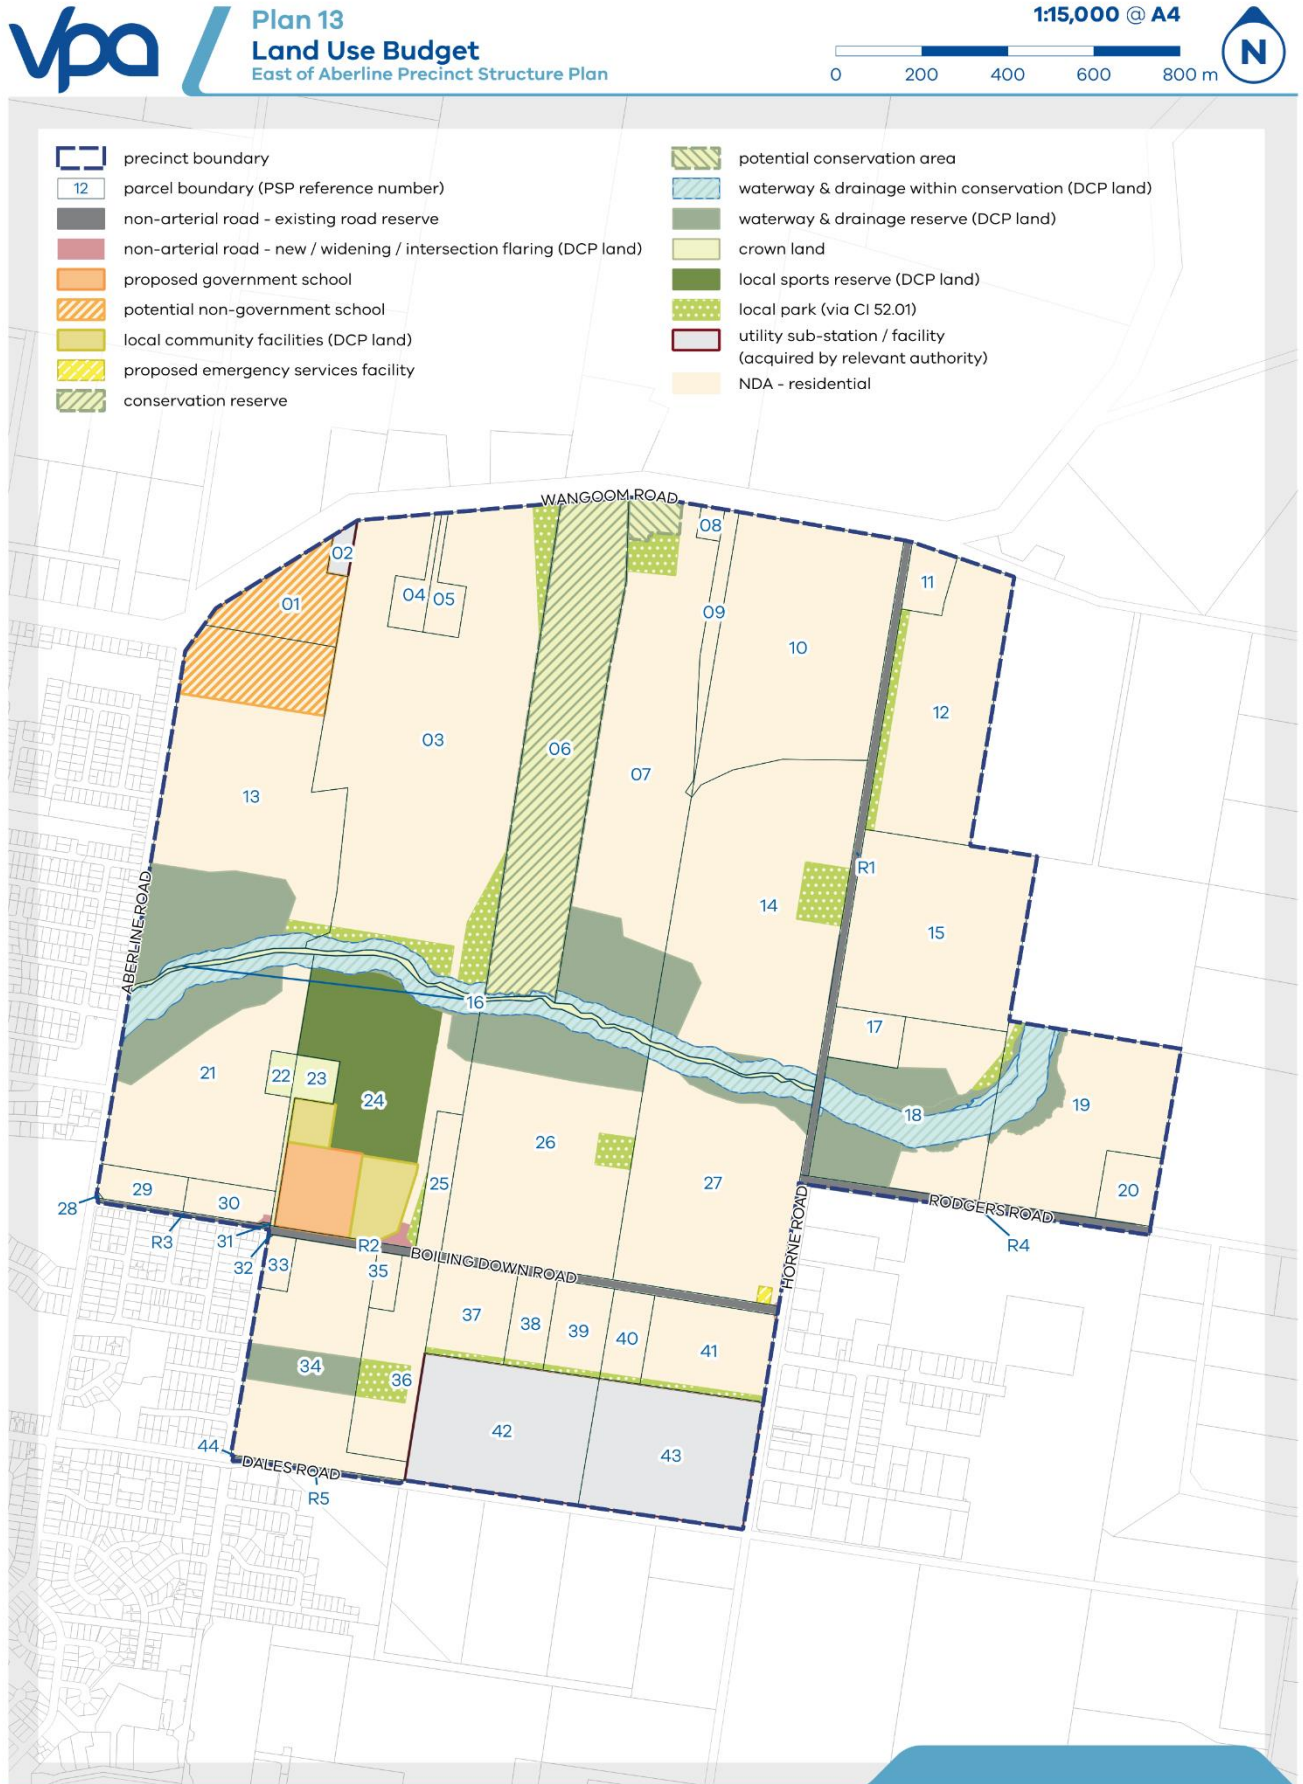 vpa
Plan 13
Land Use Budget
East of Aberline Precinct Structure Plan
1:15,000 @ A4
0 200 400 600 800 m
N
precinct boundary
12 parcel boundary (PSP reference number)
non-arterial road - existing road reserve
non-arterial road - new / widening / intersection flaring (DCP land)
proposed government school
potential non-government school
local community facilities (DCP land)
proposed emergency services facility
conservation reserve
potential conservation area
waterway & drainage within conservation (DCP land)
waterway & drainage reserve (DCP land)
crown land
local sports reserve (DCP land)
local park (via Cl 52.01)
utility sub-station / facility
(acquired by relevant authority)
NDA - residential
WANGOOM ROAD
08
02
11
01
04 05
09
10
12
03
06
07
13
R1
14
15
ABERLINE ROAD
16
17
21
22 23
24
18
19
26
25
27
20
29
30
28
R3
31
32
33
R2
35
BOILING DOWN ROAD
HORNE ROAD
RODGERS ROAD
R4
37
38
39
40
41
34
36
42
43
44
DALES ROAD
R5